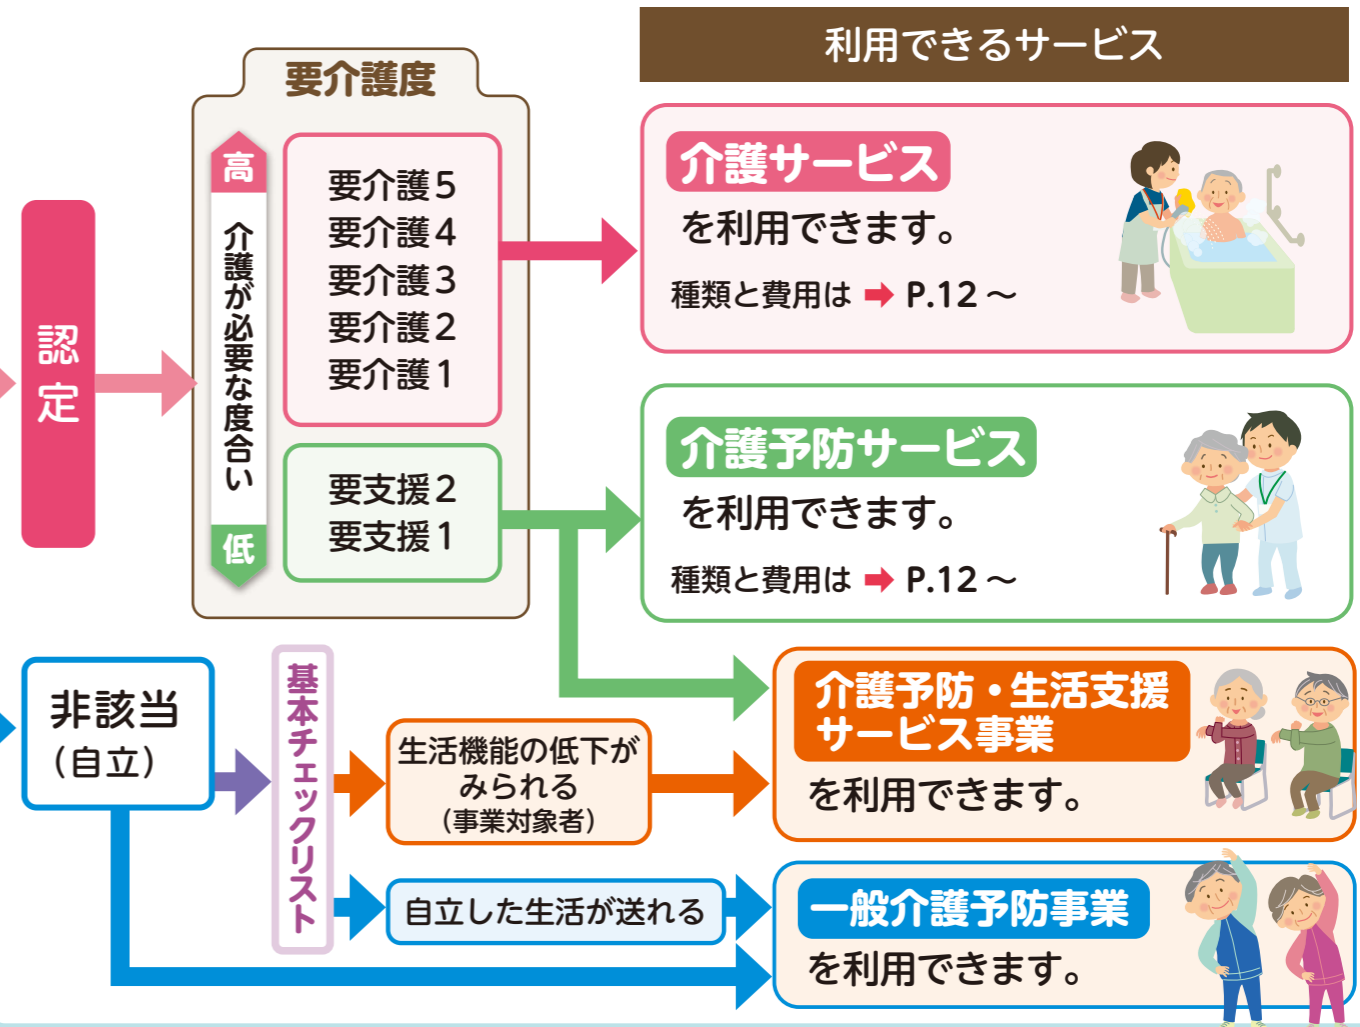 利用できるサービス
要介護度
認定
高
介護が必要な度合い
低
要介護5
要介護4
要介護3
要介護2
要介護1
要支援2
要支援1
介護サービス
を利用できます。
種類と費用は ➡ P.12～
介護予防サービス
を利用できます。
種類と費用は ➡ P.12～
非該当
（自立）
基本チェックリスト
生活機能の低下が
みられる
（事業対象者）
自立した生活が送れる
介護予防・生活支援
サービス事業
を利用できます。
一般介護予防事業
を利用できます。